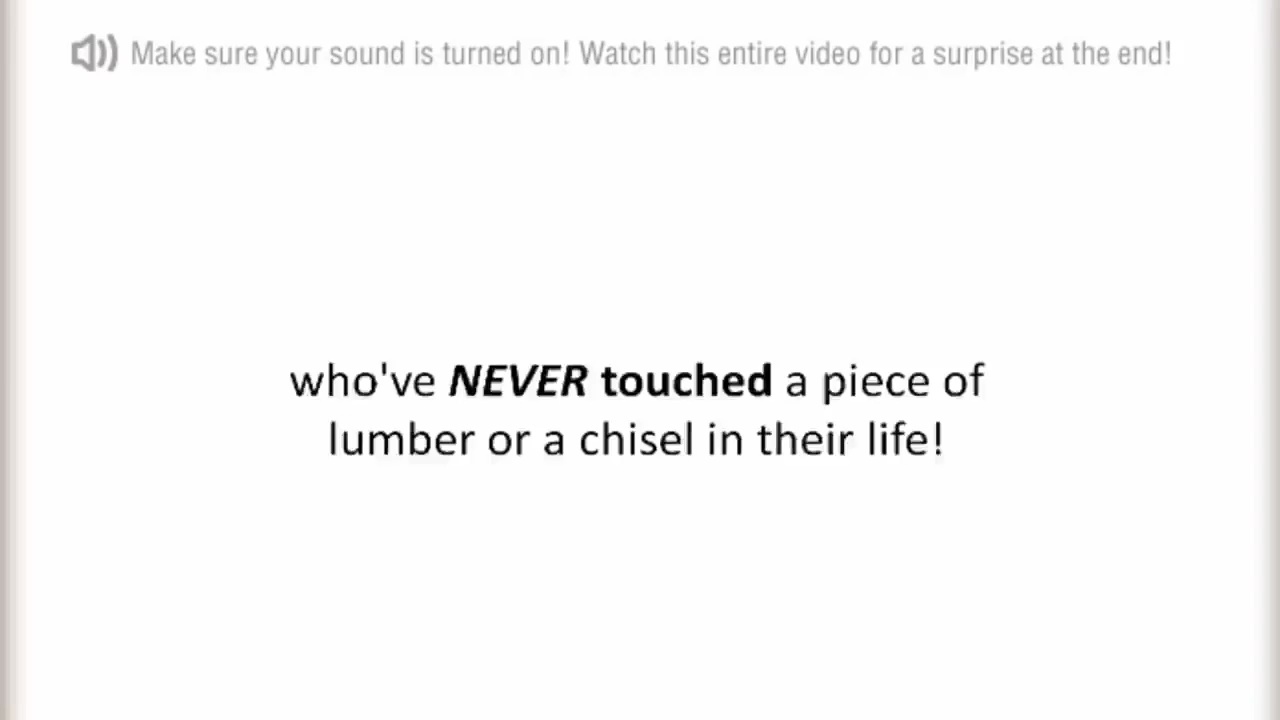 Make sure your sound is turned on! Watch this entire video for a surprise at the end!
who've NEVER touched a piece of
lumber or a chisel in their life!